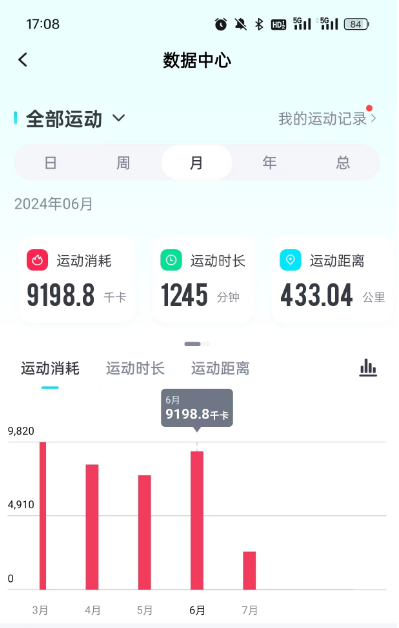 17:08 HD 5G 5G 84
数据中心
全部运动 我的运动记录
日 周 月 年 总
2024年06月
运动消耗 运动时长 运动距离
9198.8 千卡 1245 分钟 433.04 公里
运动消耗 运动时长 运动距离
6月
9198.8千卡
9,820
4,910
0
3月 4月 5月 6月 7月